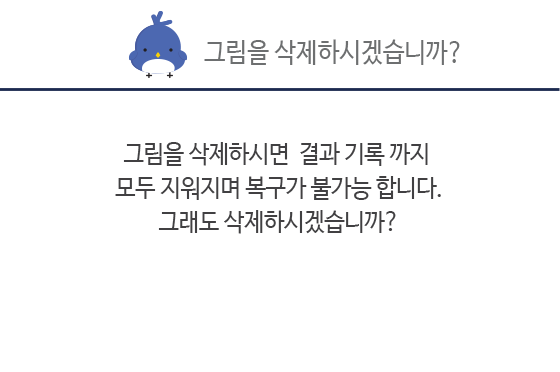 그림을 삭제하시겠습니까?
그림을 삭제하시면 결과 기록 까지
모두 지워지며 복구가 불가능 합니다.
그래도 삭제하시겠습니까?